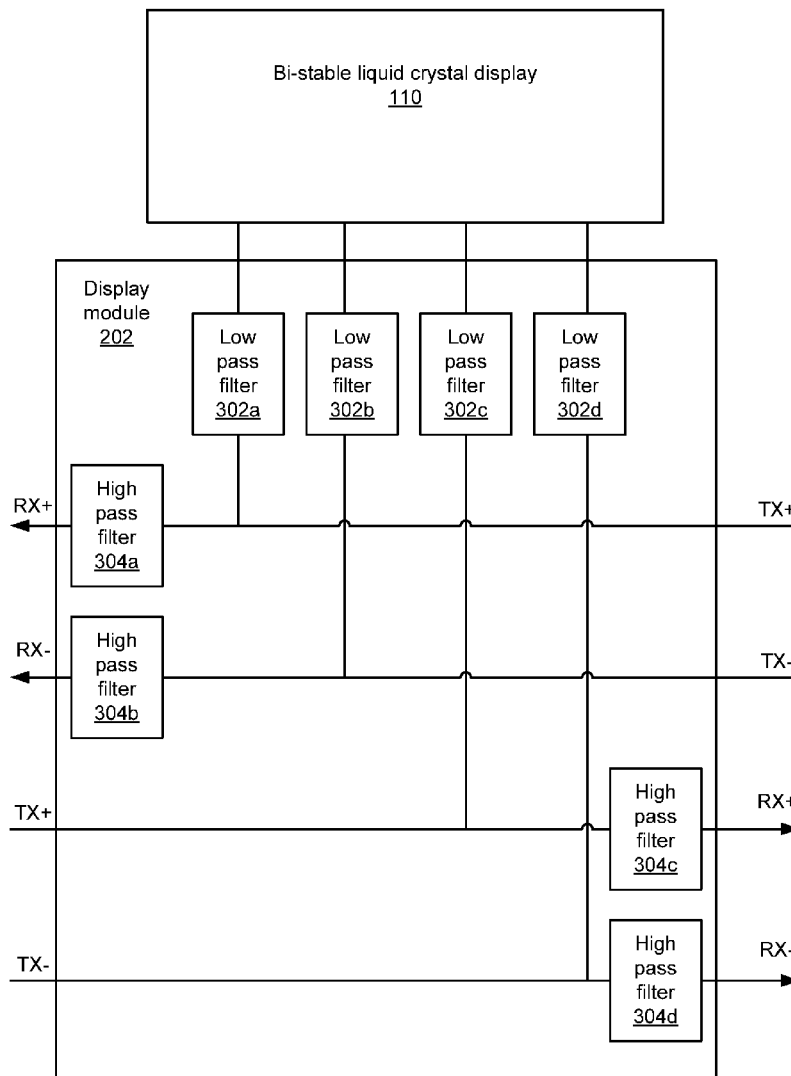 Bi-stable liquid crystal display
110
Display
module
202
Low
pass
filter
302a
Low
pass
filter
302b
Low
pass
filter
302c
Low
pass
filter
302d
RX+
High
pass
filter
304a
TX+
RX-
High
pass
filter
304b
TX-
TX+
High
pass
filter
304c
RX+
TX-
High
pass
filter
304d
RX-